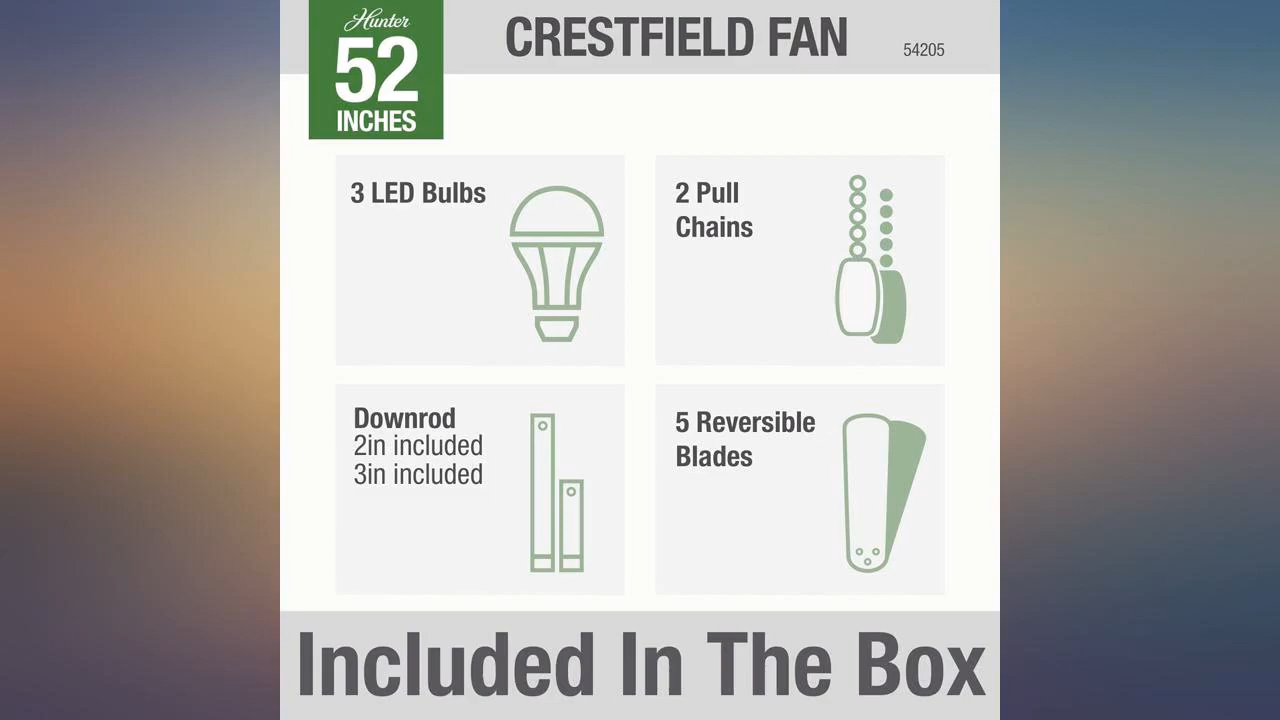 Hunter
52
INCHES
CRESTFIELD FAN
54205
3 LED Bulbs
2 Pull
Chains
Downrod
2in included
3in included
5 Reversible
Blades
Included In The Box